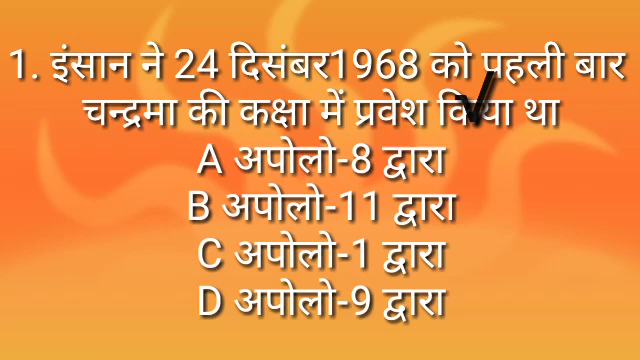 1. इंसान ने 24 दिसंबर1968 को पहली बार
चन्द्रमा की कक्षा में प्रवेश किया था
A अपोलो-8 द्वारा
B अपोलो-11 द्वारा
C अपोलो-1 द्वारा
D अपोलो-9 द्वारा